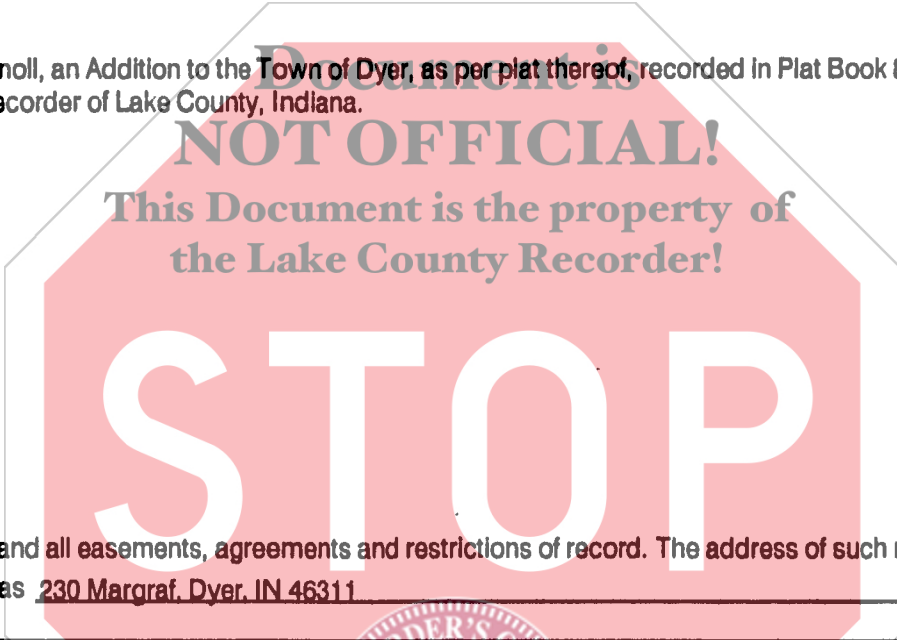 noll, an Addition to the Town of Dyer, as per plat thereof, recorded in Plat Book
ecorder of Lake County, Indiana.
Document is
NOT OFFICIAL!
This Document is the property of
the Lake County Recorder!
STOP
and all easements, agreements and restrictions of record. The address of such
as 230 Margraf, Dyer, IN 46311
DER'S